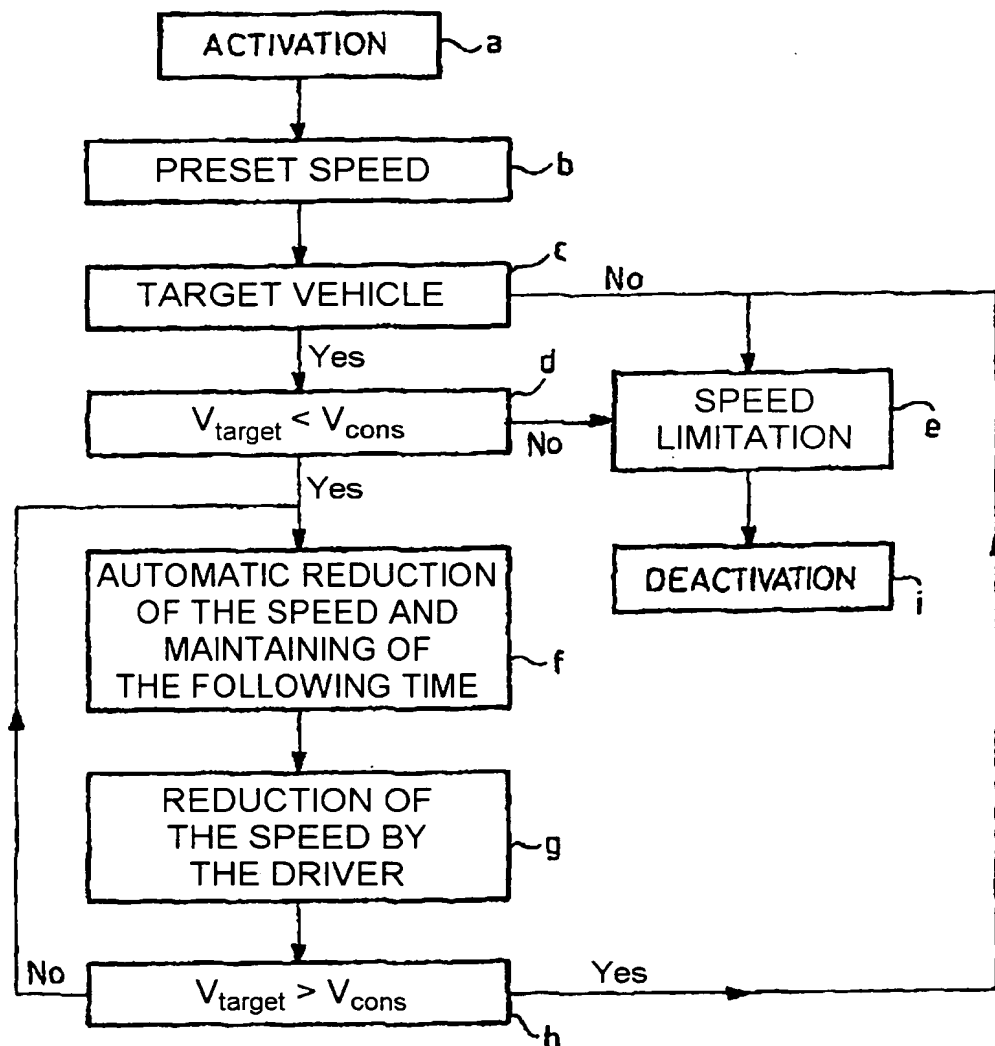 ACTIVATION
a
PRESET SPEED
b
TARGET VEHICLE
c
No
Yes
V_target < V_cons
d
No
SPEED
LIMITATION
e
Yes
AUTOMATIC REDUCTION
OF THE SPEED AND
MAINTAINING OF
THE FOLLOWING TIME
f
DEACTIVATION
i
REDUCTION OF
THE SPEED BY
THE DRIVER
g
No
V_target > V_cons
h
Yes